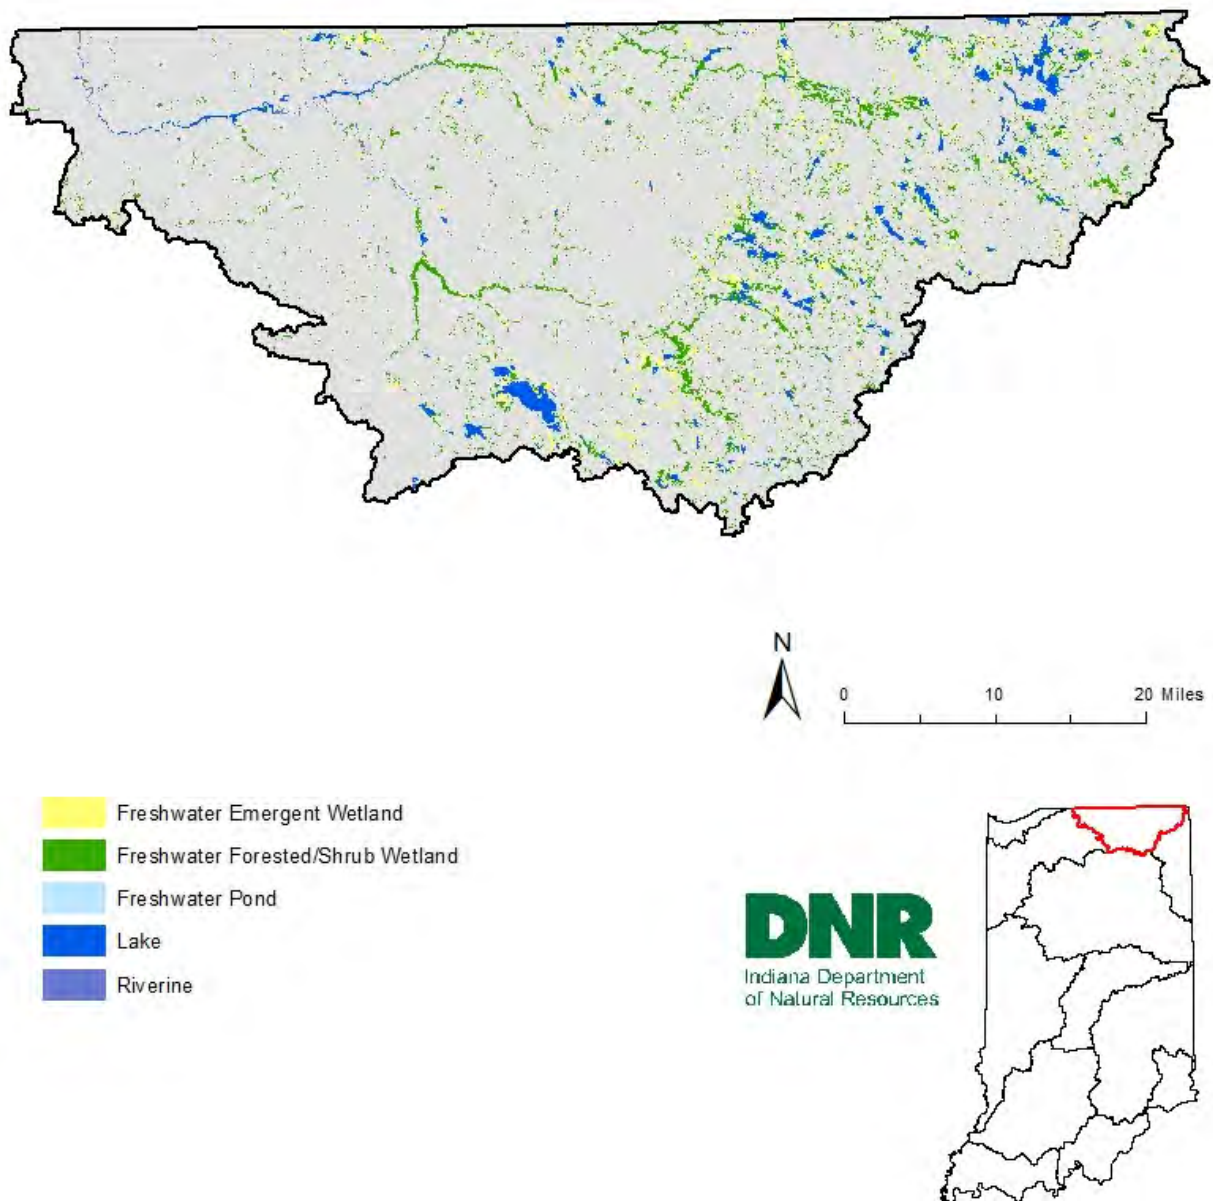 N
0 10 20 Miles
Freshwater Emergent Wetland
Freshwater Forested/Shrub Wetland
Freshwater Pond
Lake
Riverine
DNR
Indiana Department
of Natural Resources